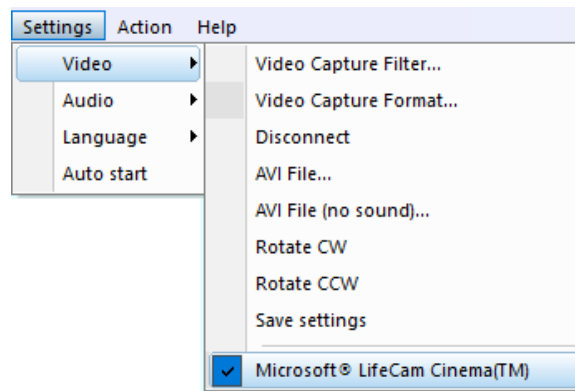 Settings Action Help
Video
Audio
Language
Auto start
Video Capture Filter...
Video Capture Format...
Disconnect
AVI File...
AVI File (no sound)...
Rotate CW
Rotate CCW
Save settings
Microsoft® LifeCam Cinema(TM)